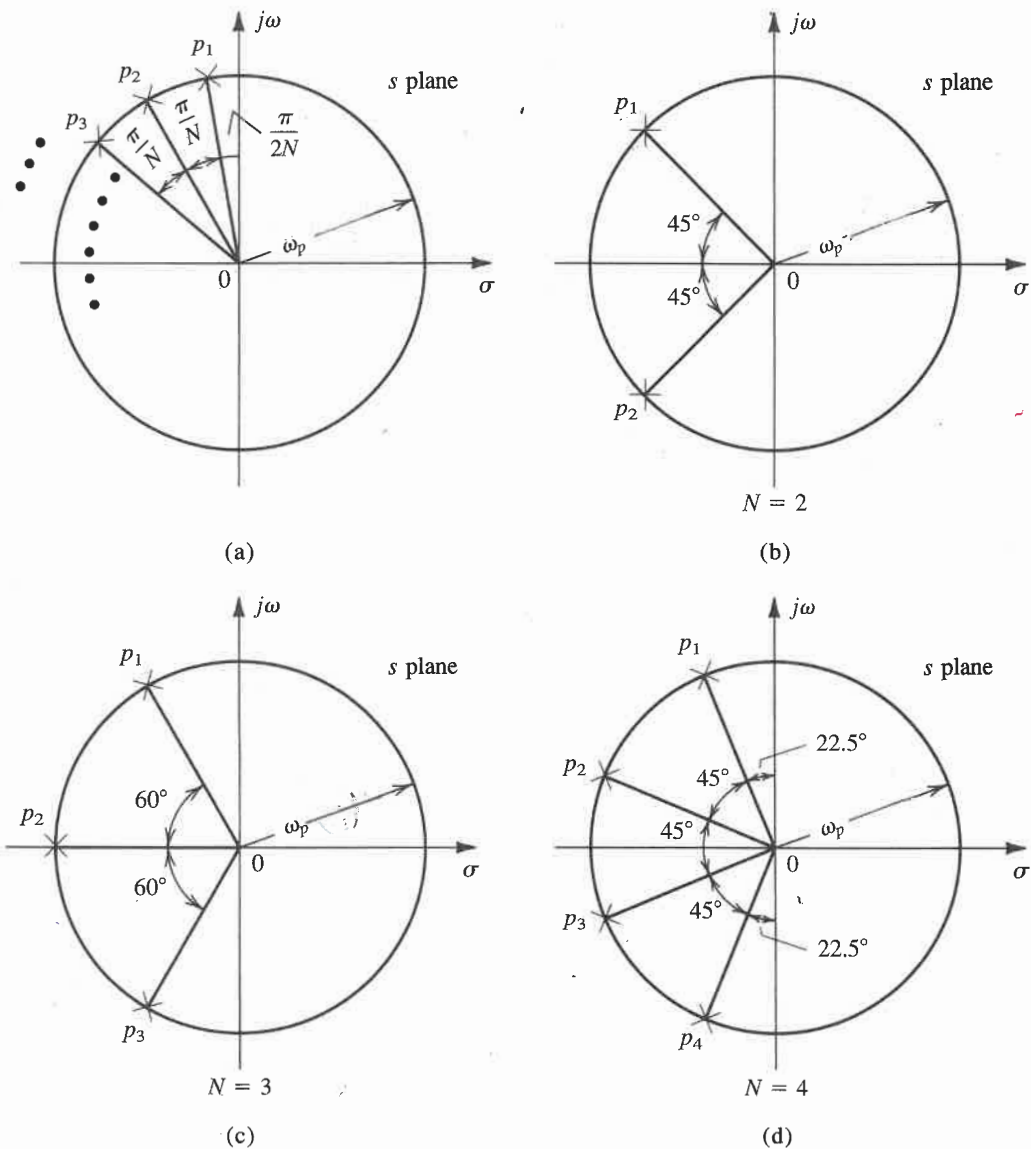 jω
s plane
p₁
p₂
p₃
π/N
π/N
π/2N
ωₚ
0
σ
(a)
jω
s plane
p₁
45°
45°
ωₚ
0
σ
p₂
N = 2
(b)
jω
s plane
p₁
60°
p₂
60°
ωₚ
0
σ
p₃
N = 3
(c)
jω
s plane
p₁
22.5°
p₂
45°
45°
ωₚ
0
σ
p₃
45°
22.5°
p₄
N = 4
(d)